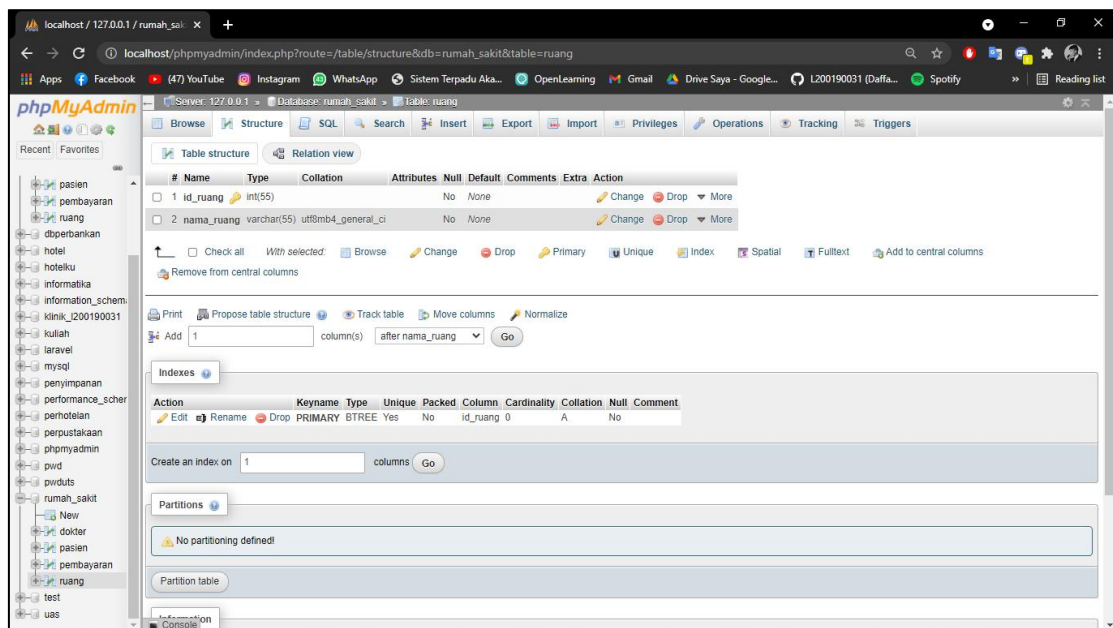 localhost / 127.0.0.1 / rumah_sak
localhost/phpmyadmin/index.php?route=/table/structure&db=rumah_sakit&table=ruang
Apps Facebook (47) YouTube Instagram WhatsApp Sistem Terpadu Aka... OpenLearning Gmail Drive Saya - Google... L200190031 (Daffa... Spotify » Reading list
phpMyAdmin
Recent Favorites
pasien
pembayaran
ruang
dbperbankan
hotel
hotelku
informatika
information_schem
klinik_l200190031
kuliah
laravel
mysql
penyimpanan
performance_scher
perhotelan
perpustakaan
phpmyadmin
pwd
pwduts
rumah_sakit
New
dokter
pasien
pembayaran
ruang
test
uas
Server: 127.0.0.1 » Database: rumah_sakit » Table: ruang
Browse Structure SQL Search Insert Export Import Privileges Operations Tracking Triggers
Table structure Relation view
# Name Type Collation Attributes Null Default Comments Extra Action
1 id_ruang int(55) No None Change Drop More
2 nama_ruang varchar(55) utf8mb4_general_ci No None Change Drop More
Check all With selected: Browse Change Drop Primary Unique Index Spatial Fulltext Add to central columns
Remove from central columns
Print Propose table structure Track table Move columns Normalize
Add 1 column(s) after nama_ruang Go
Indexes
Action Keyname Type Unique Packed Column Cardinality Collation Null Comment
Edit Rename Drop PRIMARY BTREE Yes No id_ruang 0 A No
Create an index on 1 columns Go
Partitions
No partitioning defined!
Partition table
Information
Console